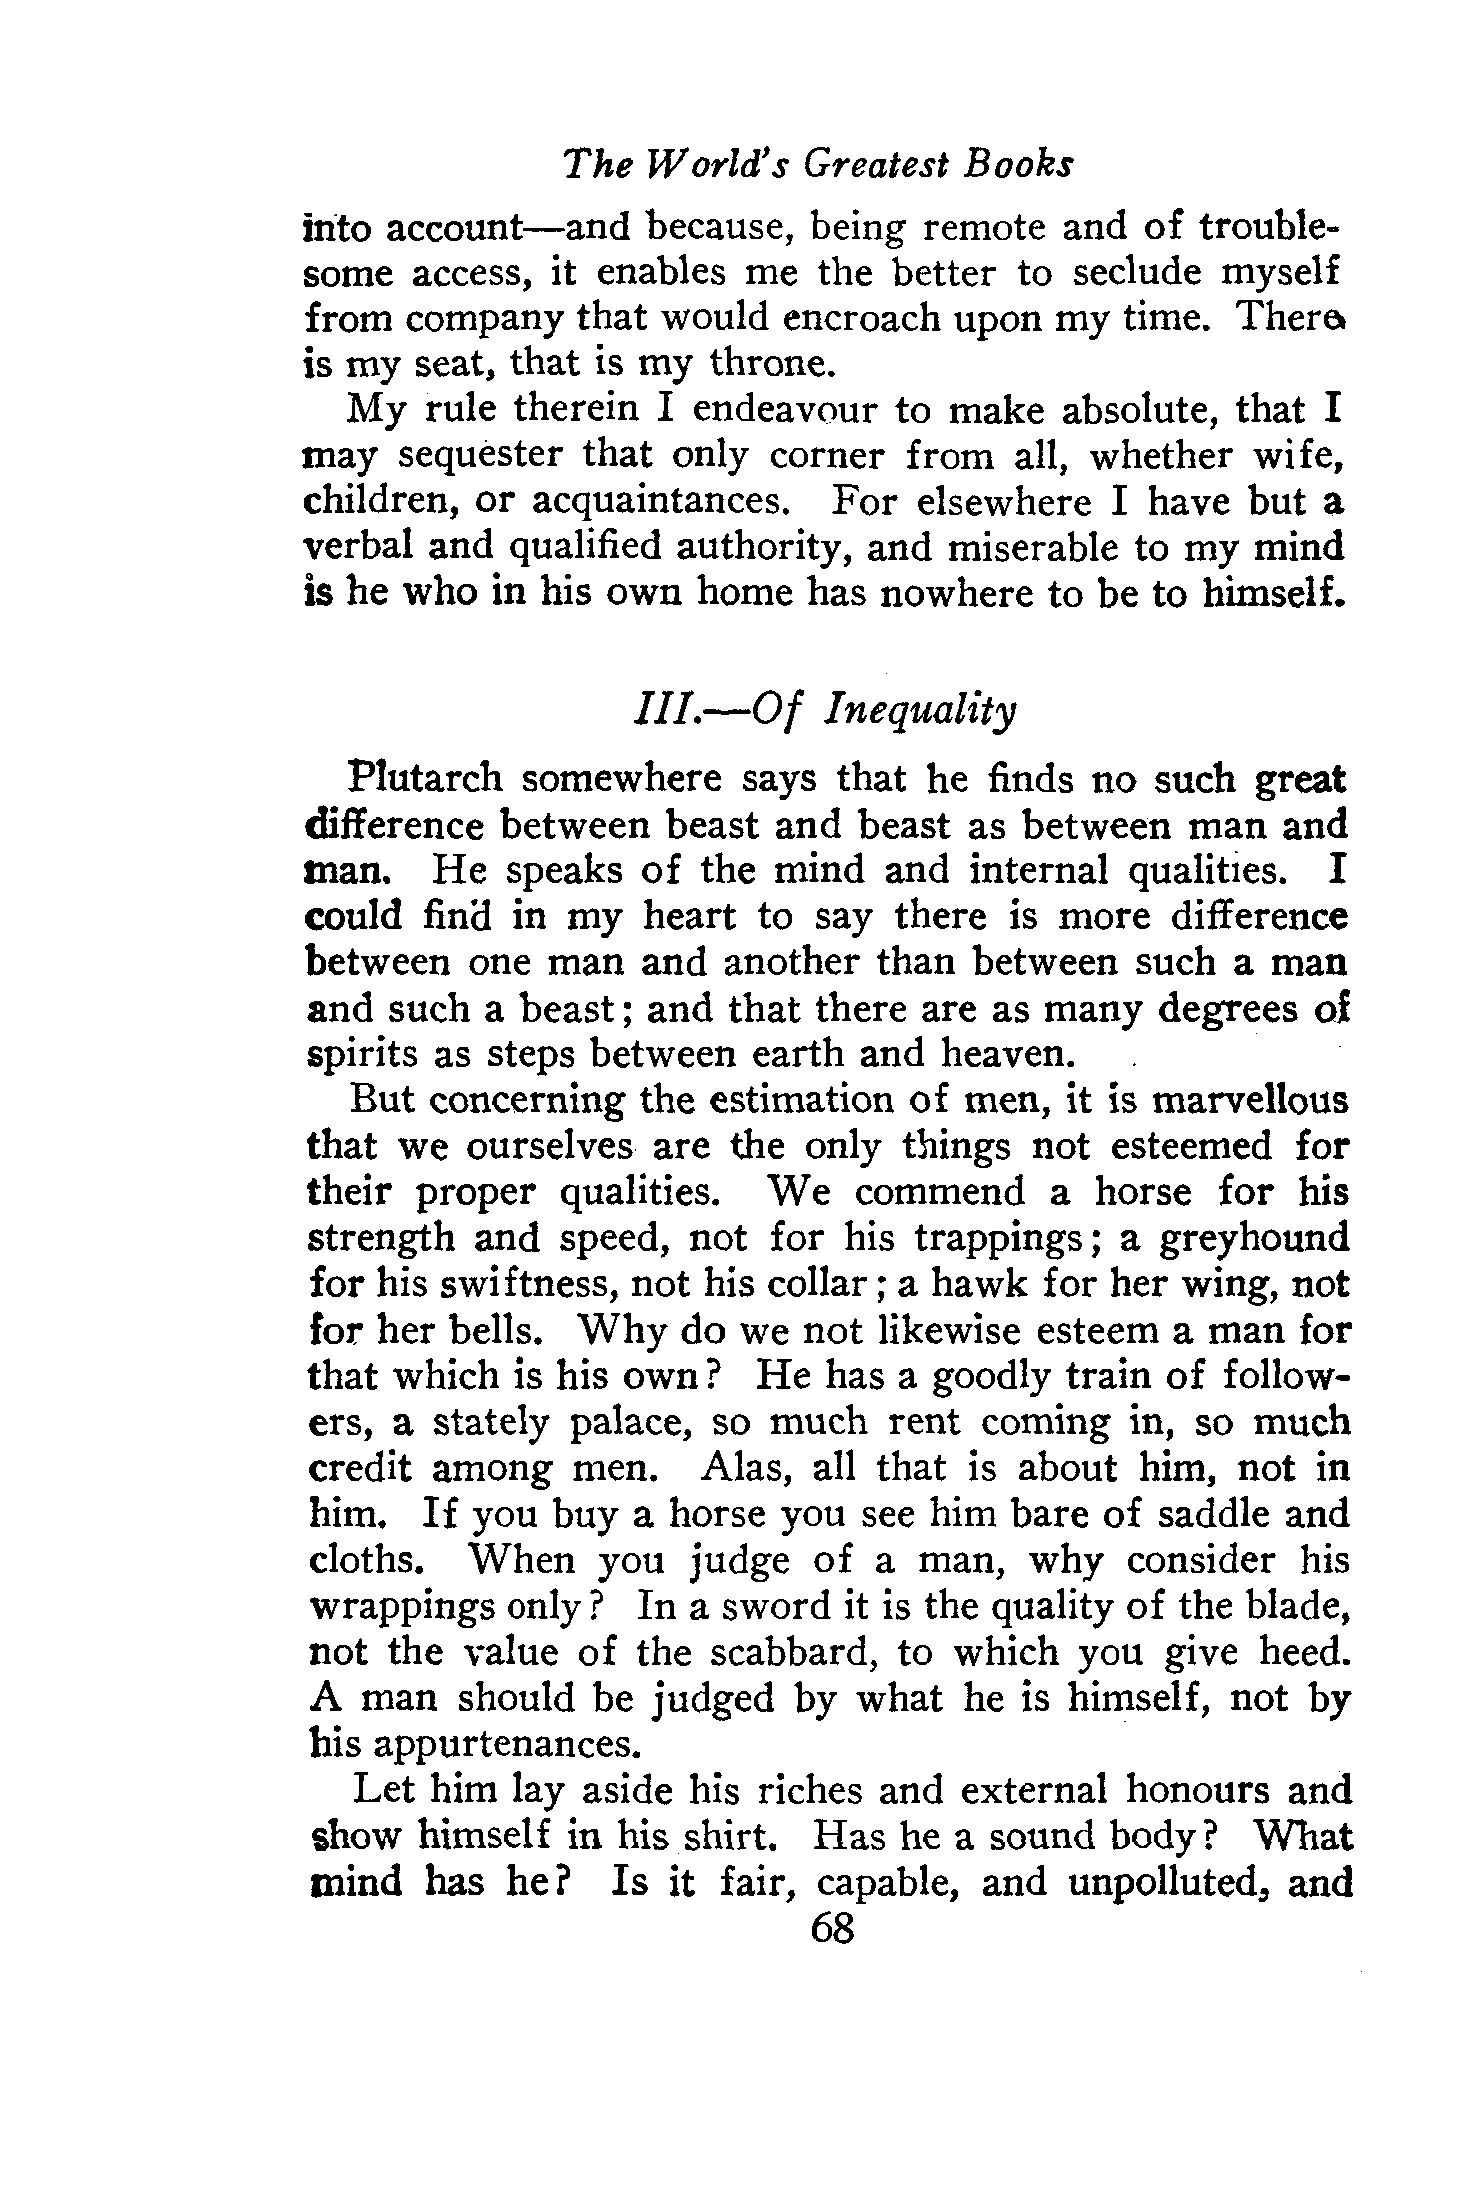 The World's Greatest Books
into account—and because, being remote and of trouble-
some access, it enables me the better to seclude myself
from company that would encroach upon my time. There
is my seat, that is my throne.
My rule therein I endeavour to make absolute, that I
may sequester that only corner from all, whether wife,
children, or acquaintances. For elsewhere I have but a
verbal and qualified authority, and miserable to my mind
is he who in his own home has nowhere to be to himself.
III.—Of Inequality
Plutarch somewhere says that he finds no such great
difference between beast and beast as between man and
man. He speaks of the mind and internal qualities. I
could find in my heart to say there is more difference
between one man and another than between such a man
and such a beast; and that there are as many degrees of
spirits as steps between earth and heaven.
But concerning the estimation of men, it is marvellous
that we ourselves are the only things not esteemed for
their proper qualities. We commend a horse for his
strength and speed, not for his trappings; a greyhound
for his swiftness, not his collar; a hawk for her wing, not
for her bells. Why do we not likewise esteem a man for
that which is his own? He has a goodly train of follow-
ers, a stately palace, so much rent coming in, so much
credit among men. Alas, all that is about him, not in
him. If you buy a horse you see him bare of saddle and
cloths. When you judge of a man, why consider his
wrappings only? In a sword it is the quality of the blade,
not the value of the scabbard, to which you give heed.
A man should be judged by what he is himself, not by
his appurtenances.
Let him lay aside his riches and external honours and
show himself in his shirt. Has he a sound body? What
mind has he? Is it fair, capable, and unpolluted, and
68